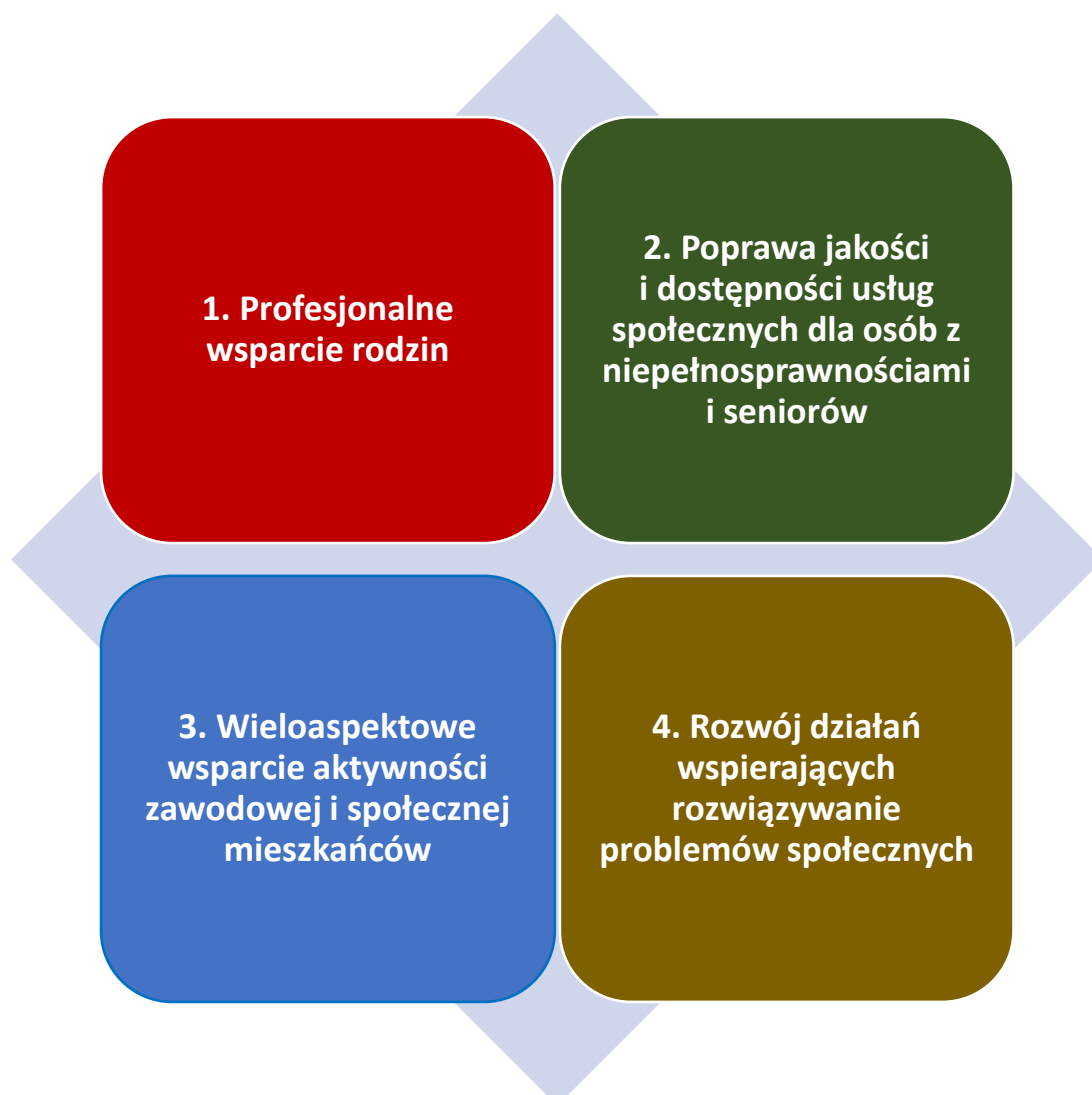 1. Profesjonalne
wsparcie rodzin
2. Poprawa jakości
i dostępności usług
społecznych dla osób z
niepełnosprawnościami
i seniorów
3. Wieloaspektowe
wsparcie aktywności
zawodowej i społecznej
mieszkańców
4. Rozwój działań
wspierających
rozwiązywanie
problemów społecznych